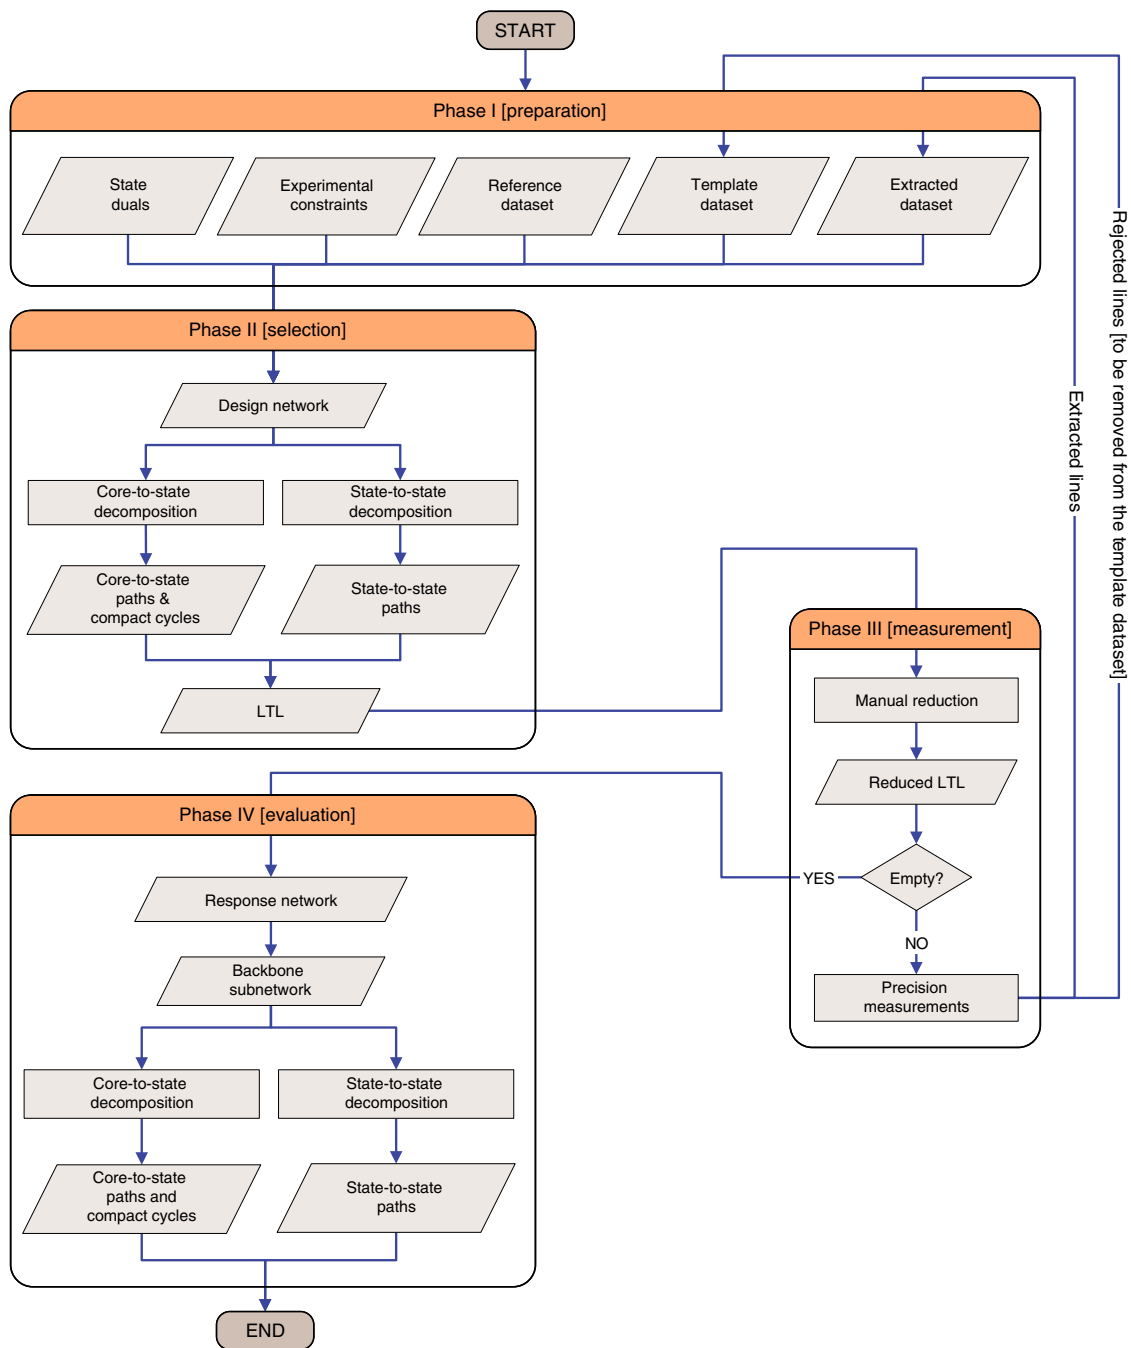 START
Phase I [preparation]
State
duals
Experimental
constraints
Reference
dataset
Template
dataset
Extracted
dataset
Rejected lines [to be removed from the template dataset]
Extracted lines
Phase II [selection]
Design network
Core-to-state
decomposition
State-to-state
decomposition
Core-to-state
paths &
compact cycles
State-to-state
paths
LTL
Phase III [measurement]
Manual reduction
Reduced LTL
Empty?
YES
NO
Precision
measurements
Phase IV [evaluation]
Response network
Backbone
subnetwork
Core-to-state
decomposition
State-to-state
decomposition
Core-to-state
paths and
compact cycles
State-to-state
paths
END